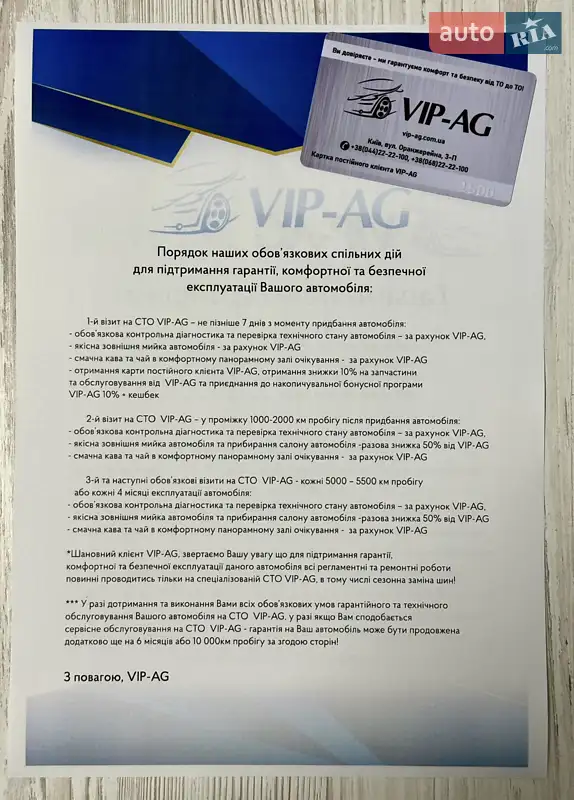 auto
RIA
.com
Ви довіряєте – ми гарантуємо комфорт та безпеку від ТО до ТО!
VIP-AG
vip-ag.com.ua
Київ, вул. Оранжерейна, 3-П
+38(044)22-22-100, +38(068)22-22-100
Картка постійного клієнта VIP-AG
VIP-AG
Порядок наших обов'язкових спільних дій
для підтримання гарантії, комфортної та безпечної
експлуатації Вашого автомобіля:
1-й візит на СТО VIP-AG – не пізніше 7 днів з моменту придбання автомобіля:
- обов'язкова контрольна діагностика та перевірка технічного стану автомобіля – за рахунок VIP-AG,
- якісна зовнішня мийка автомобіля - за рахунок VIP-AG
- смачна кава та чай в комфортному панорамному залі очікування - за рахунок VIP-AG
- отримання карти постійного клієнта VIP-AG, отримання знижки 10% на запчастини
та обслуговування від VIP-AG та приєднання до накопичувальної бонусної програми
VIP-AG 10% + кешбек
2-й візит на СТО VIP-AG – у проміжку 1000-2000 км пробігу після придбання автомобіля:
- обов'язкова контрольна діагностика та перевірка технічного стану автомобіля – за рахунок VIP-AG,
- якісна зовнішня мийка автомобіля та прибирання салону автомобіля -разова знижка 50% від VIP-AG
- смачна кава та чай в комфортному панорамному залі очікування - за рахунок VIP-AG
3-й та наступні обов'язкові візити на СТО VIP-AG - кожні 5000 – 5500 км пробігу
або кожні 4 місяці експлуатації автомобіля:
- обов'язкова контрольна діагностика та перевірка технічного стану автомобіля – за рахунок VIP-AG,
- якісна зовнішня мийка автомобіля та прибирання салону автомобіля -разова знижка 50% від VIP-AG
- смачна кава та чай в комфортному панорамному залі очікування - за рахунок VIP-AG
*Шановний клієнт VIP-AG, звертаємо Вашу увагу що для підтримання гарантії,
комфортної та безпечної експлуатації даного автомобіля всі регламентні та ремонтні роботи
повинні проводитись тільки на спеціалізованій СТО VIP-AG, в тому числі сезонна заміна шин!
*** У разі дотримання та виконання Вами всіх обов'язкових умов гарантійного та технічного
обслуговування Вашого автомобіля на СТО VIP-AG, у разі якщо Вам сподобається
сервісне обслуговування на СТО VIP-AG - гарантія на Ваш автомобіль може бути продовжена
додатково ще на 6 місяців або 10 000км пробігу за згодою сторін!
З повагою, VIP-AG